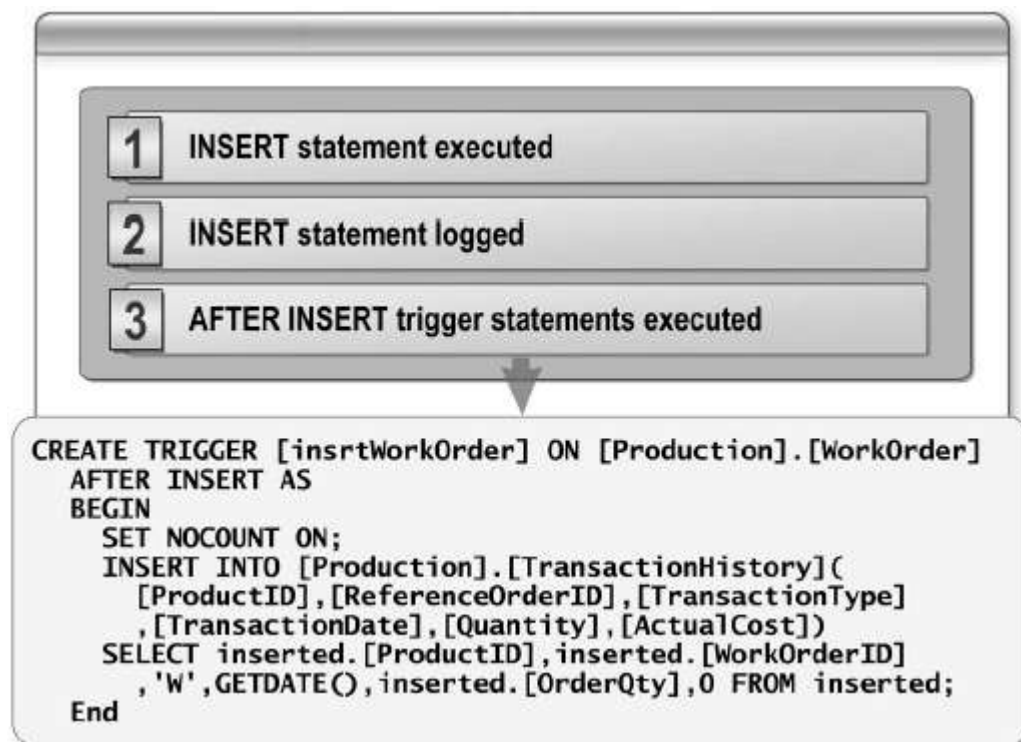 1 INSERT statement executed
2 INSERT statement logged
3 AFTER INSERT trigger statements executed
CREATE TRIGGER [insrtWorkOrder] ON [Production].[WorkOrder]
AFTER INSERT AS
BEGIN
SET NOCOUNT ON;
INSERT INTO [Production].[TransactionHistory](
[ProductID],[ReferenceOrderID],[TransactionType]
,[TransactionDate],[Quantity],[ActualCost])
SELECT inserted.[ProductID],inserted.[WorkOrderID]
,'W',GETDATE(),inserted.[OrderQty],0 FROM inserted;
End